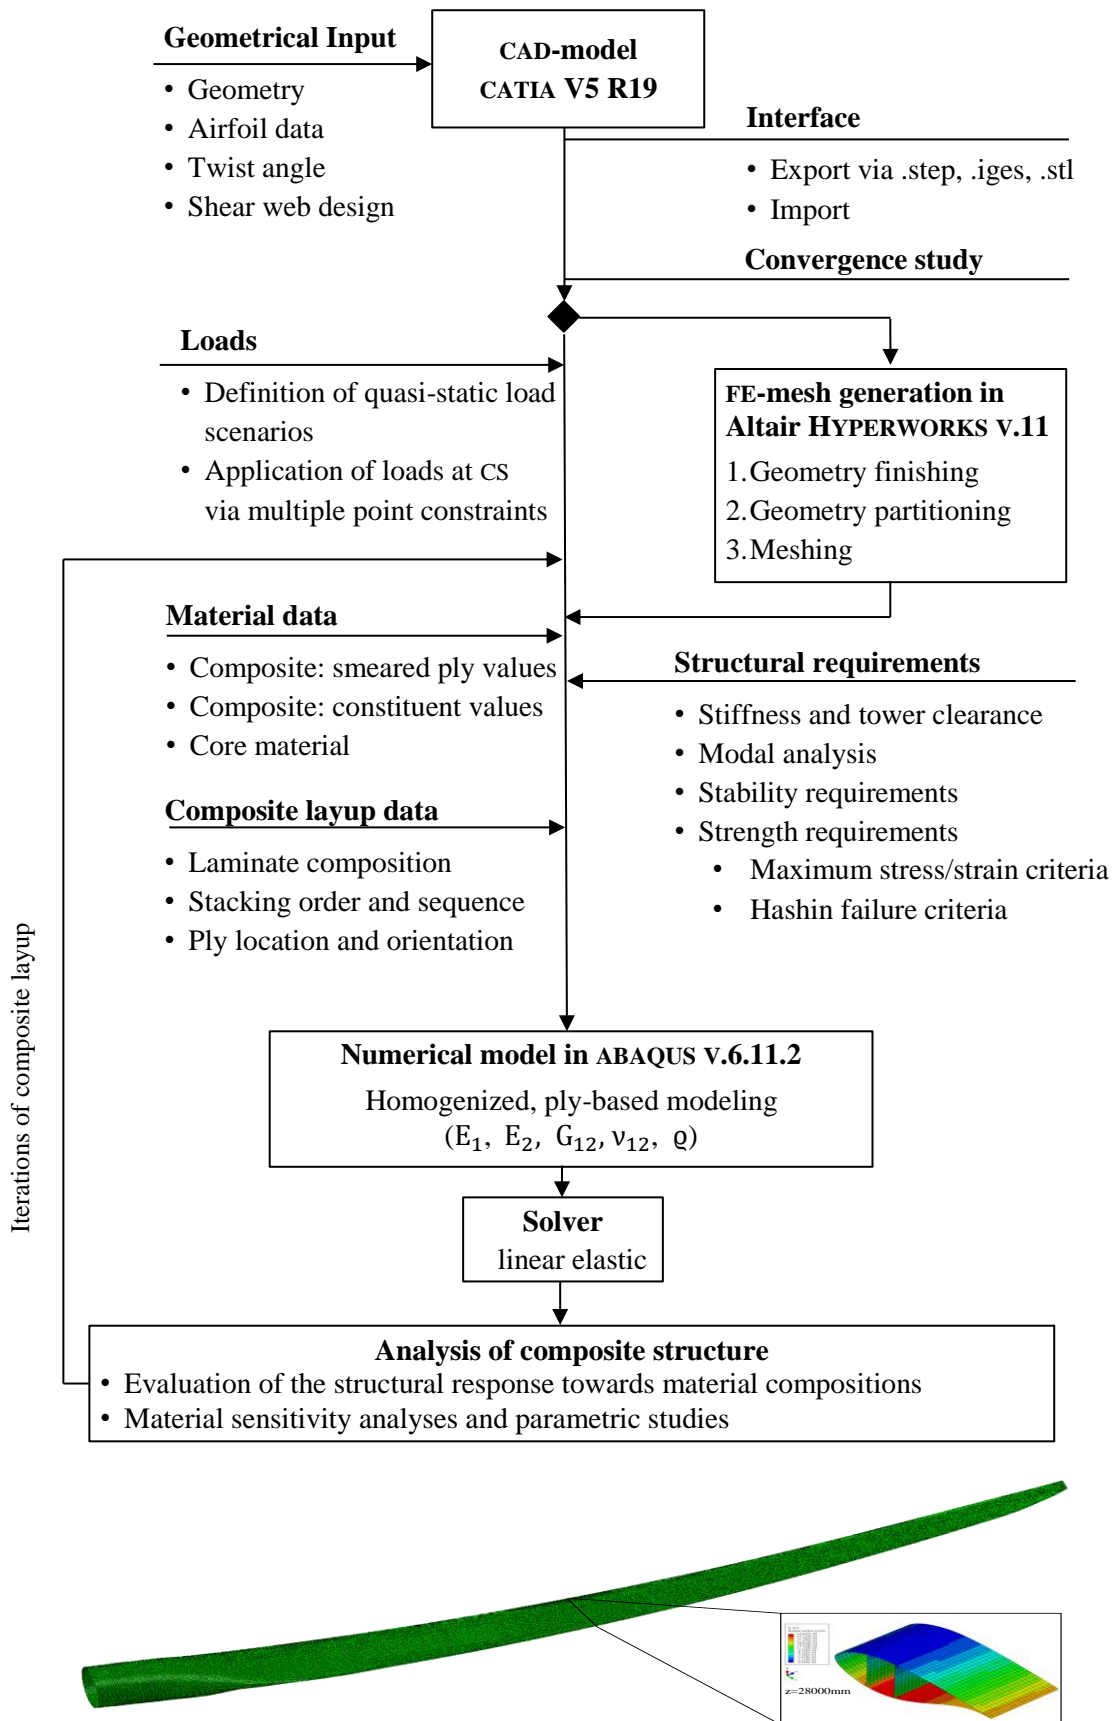 Geometrical Input
• Geometry
• Airfoil data
• Twist angle
• Shear web design
CAD-model
CATIA V5 R19
Interface
• Export via .step, .iges, .stl
• Import
Convergence study
Loads
• Definition of quasi-static load
scenarios
• Application of loads at CS
via multiple point constraints
FE-mesh generation in
Altair HYPERWORKS V.11
1. Geometry finishing
2. Geometry partitioning
3. Meshing
Material data
• Composite: smeared ply values
• Composite: constituent values
• Core material
Structural requirements
• Stiffness and tower clearance
• Modal analysis
• Stability requirements
• Strength requirements
• Maximum stress/strain criteria
• Hashin failure criteria
Composite layup data
• Laminate composition
• Stacking order and sequence
• Ply location and orientation
Iterations of composite layup
Numerical model in ABAQUS V.6.11.2
Homogenized, ply-based modeling
(E₁, E₂, G₁₂, ν₁₂, ϱ)
Solver
linear elastic
Analysis of composite structure
• Evaluation of the structural response towards material compositions
• Material sensitivity analyses and parametric studies
z=28000mm